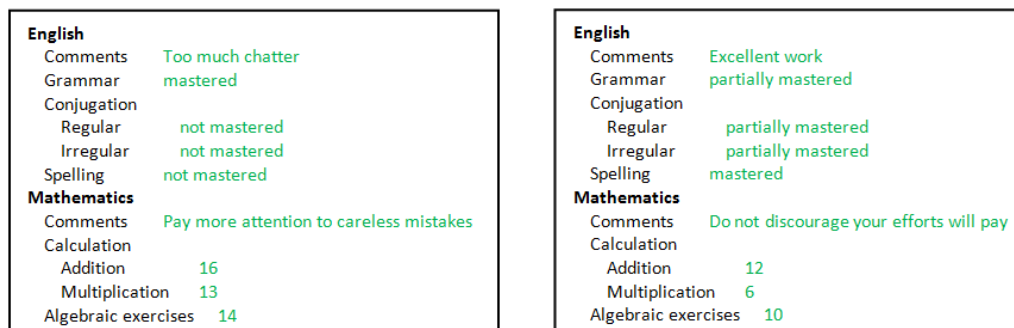 English
Comments Too much chatter
Grammar mastered
Conjugation
Regular not mastered
Irregular not mastered
Spelling not mastered
Mathematics
Comments Pay more attention to careless mistakes
Calculation
Addition 16
Multiplication 13
Algebraic exercises 14
English
Comments Excellent work
Grammar partially mastered
Conjugation
Regular partially mastered
Irregular partially mastered
Spelling mastered
Mathematics
Comments Do not discourage your efforts will pay
Calculation
Addition 12
Multiplication 6
Algebraic exercises 10